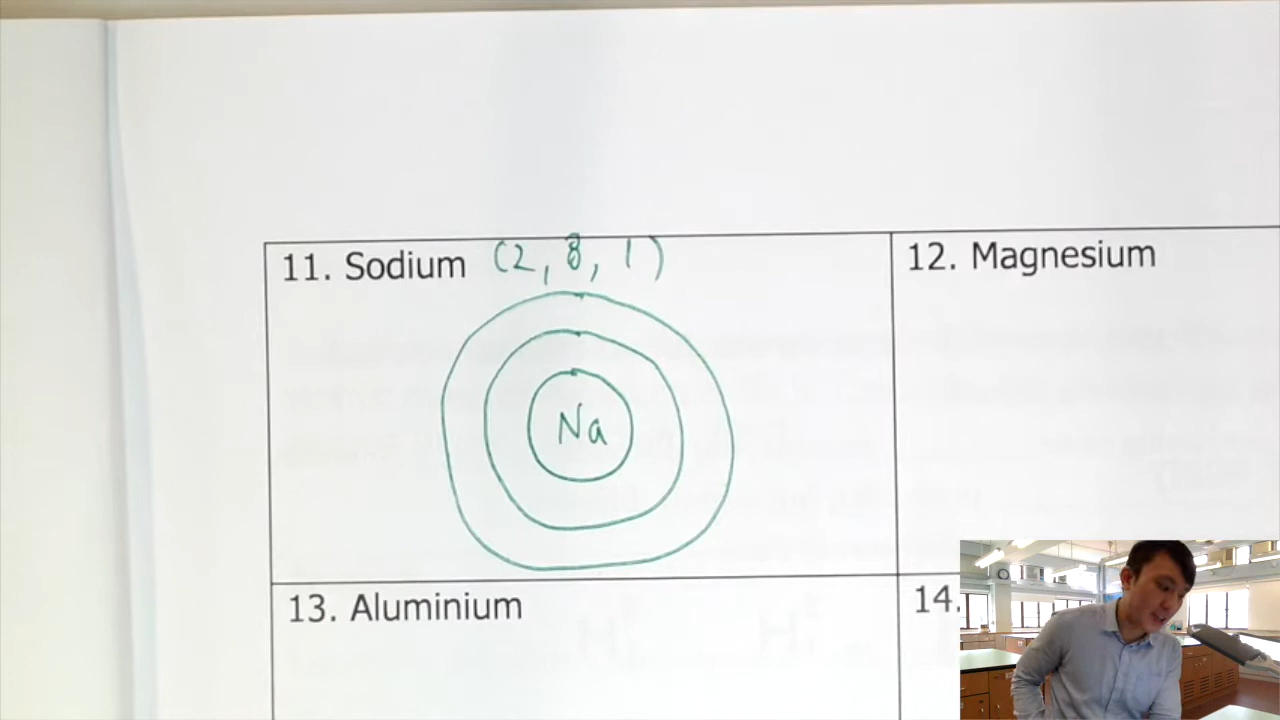 11. Sodium (2, 8, 1)
12. Magnesium
Na
13. Aluminium
14.